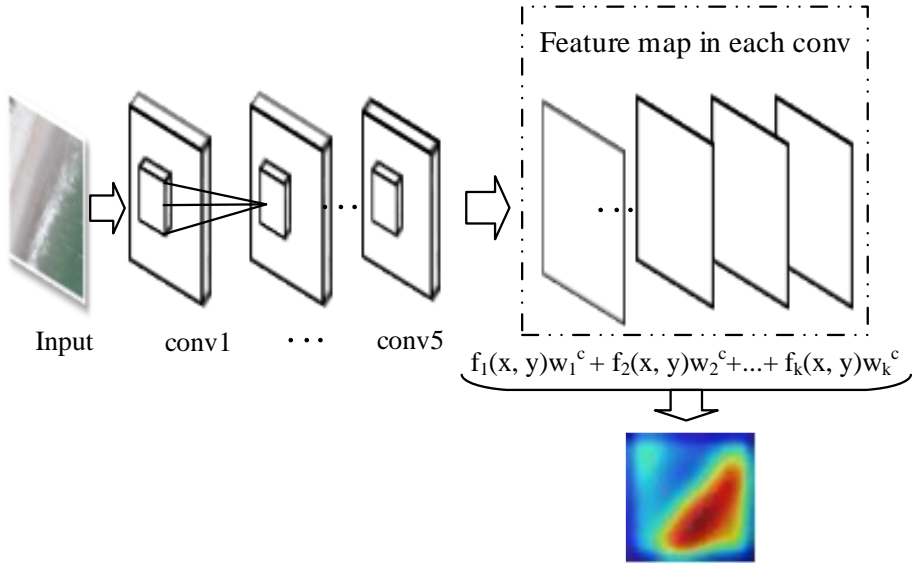 Feature map in each conv
...
...
Input conv1 ... conv5
f₁(x, y)w₁ᶜ + f₂(x, y)w₂ᶜ+...+ fₖ(x, y)wₖᶜ